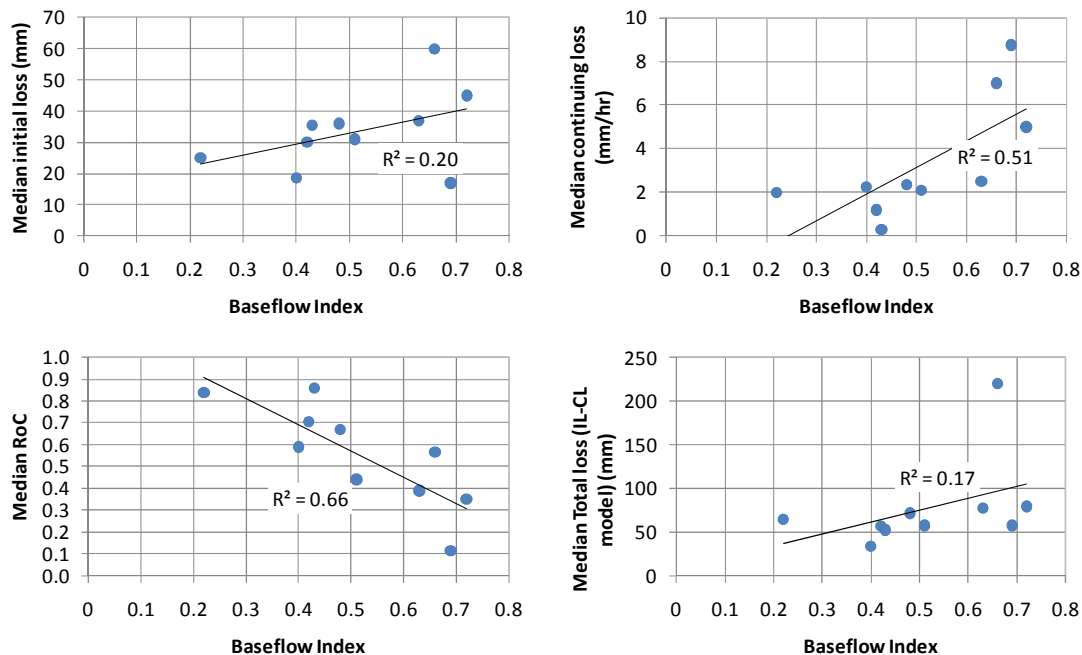 Median initial loss (mm)
70
60
50
40
30
20
10
0
R² = 0.20
0 0.1 0.2 0.3 0.4 0.5 0.6 0.7 0.8
Baseflow Index
Median continuing loss
(mm/hr)
10
8
6
4
2
0
R² = 0.51
0 0.1 0.2 0.3 0.4 0.5 0.6 0.7 0.8
Baseflow Index
Median RoC
1.0
0.9
0.8
0.7
0.6
0.5
0.4
0.3
0.2
0.1
0.0
R² = 0.66
0 0.1 0.2 0.3 0.4 0.5 0.6 0.7 0.8
Baseflow Index
Median Total loss (IL-CL
model) (mm)
250
200
150
100
50
0
R² = 0.17
0 0.1 0.2 0.3 0.4 0.5 0.6 0.7 0.8
Baseflow Index